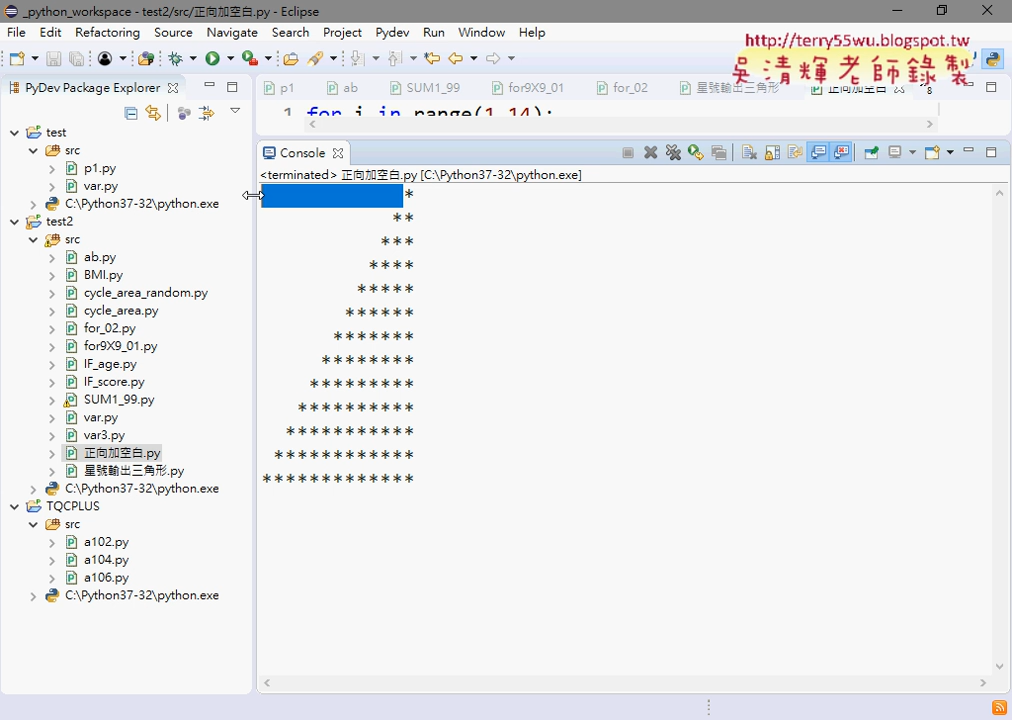 _python_workspace - test2/src/正向加空白.py - Eclipse
File Edit Refactoring Source Navigate Search Project Pydev Run Window Help
http://terry55wu.blogspot.tw
吳清輝老師錄製
PyDev Package Explorer
p1 ab SUM1_99 for9X9_01 for_02 星號輸出三角形 正向加空白
for i in range(1,14):
test
src
p1.py
var.py
C:\Python37-32\python.exe
test2
src
ab.py
BMI.py
cycle_area_random.py
cycle_area.py
for_02.py
for9X9_01.py
IF_age.py
IF_score.py
SUM1_99.py
var.py
var3.py
正向加空白.py
星號輸出三角形.py
C:\Python37-32\python.exe
TQCPLUS
src
a102.py
a104.py
a106.py
C:\Python37-32\python.exe
Console
<terminated> 正向加空白.py [C:\Python37-32\python.exe]
*
**
***
****
*****
******
*******
********
*********
**********
***********
************
*************